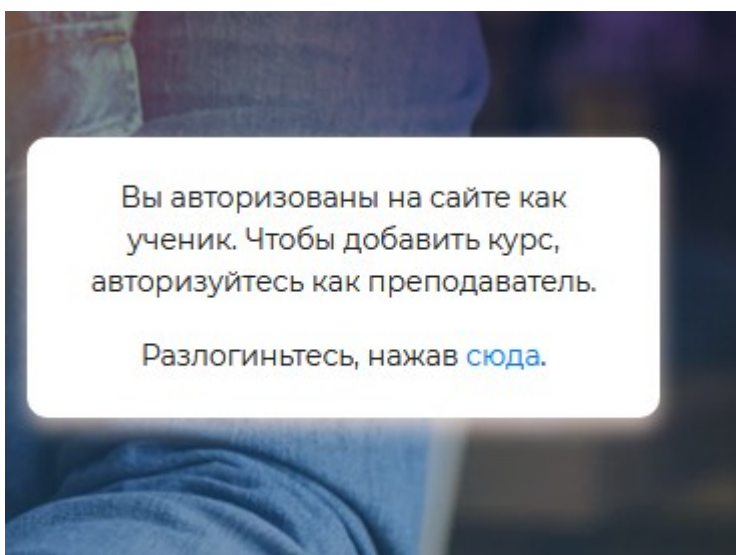 Вы авторизованы на сайте как
ученик. Чтобы добавить курс,
авторизуйтесь как преподаватель.
Разлогиньтесь, нажав сюда.